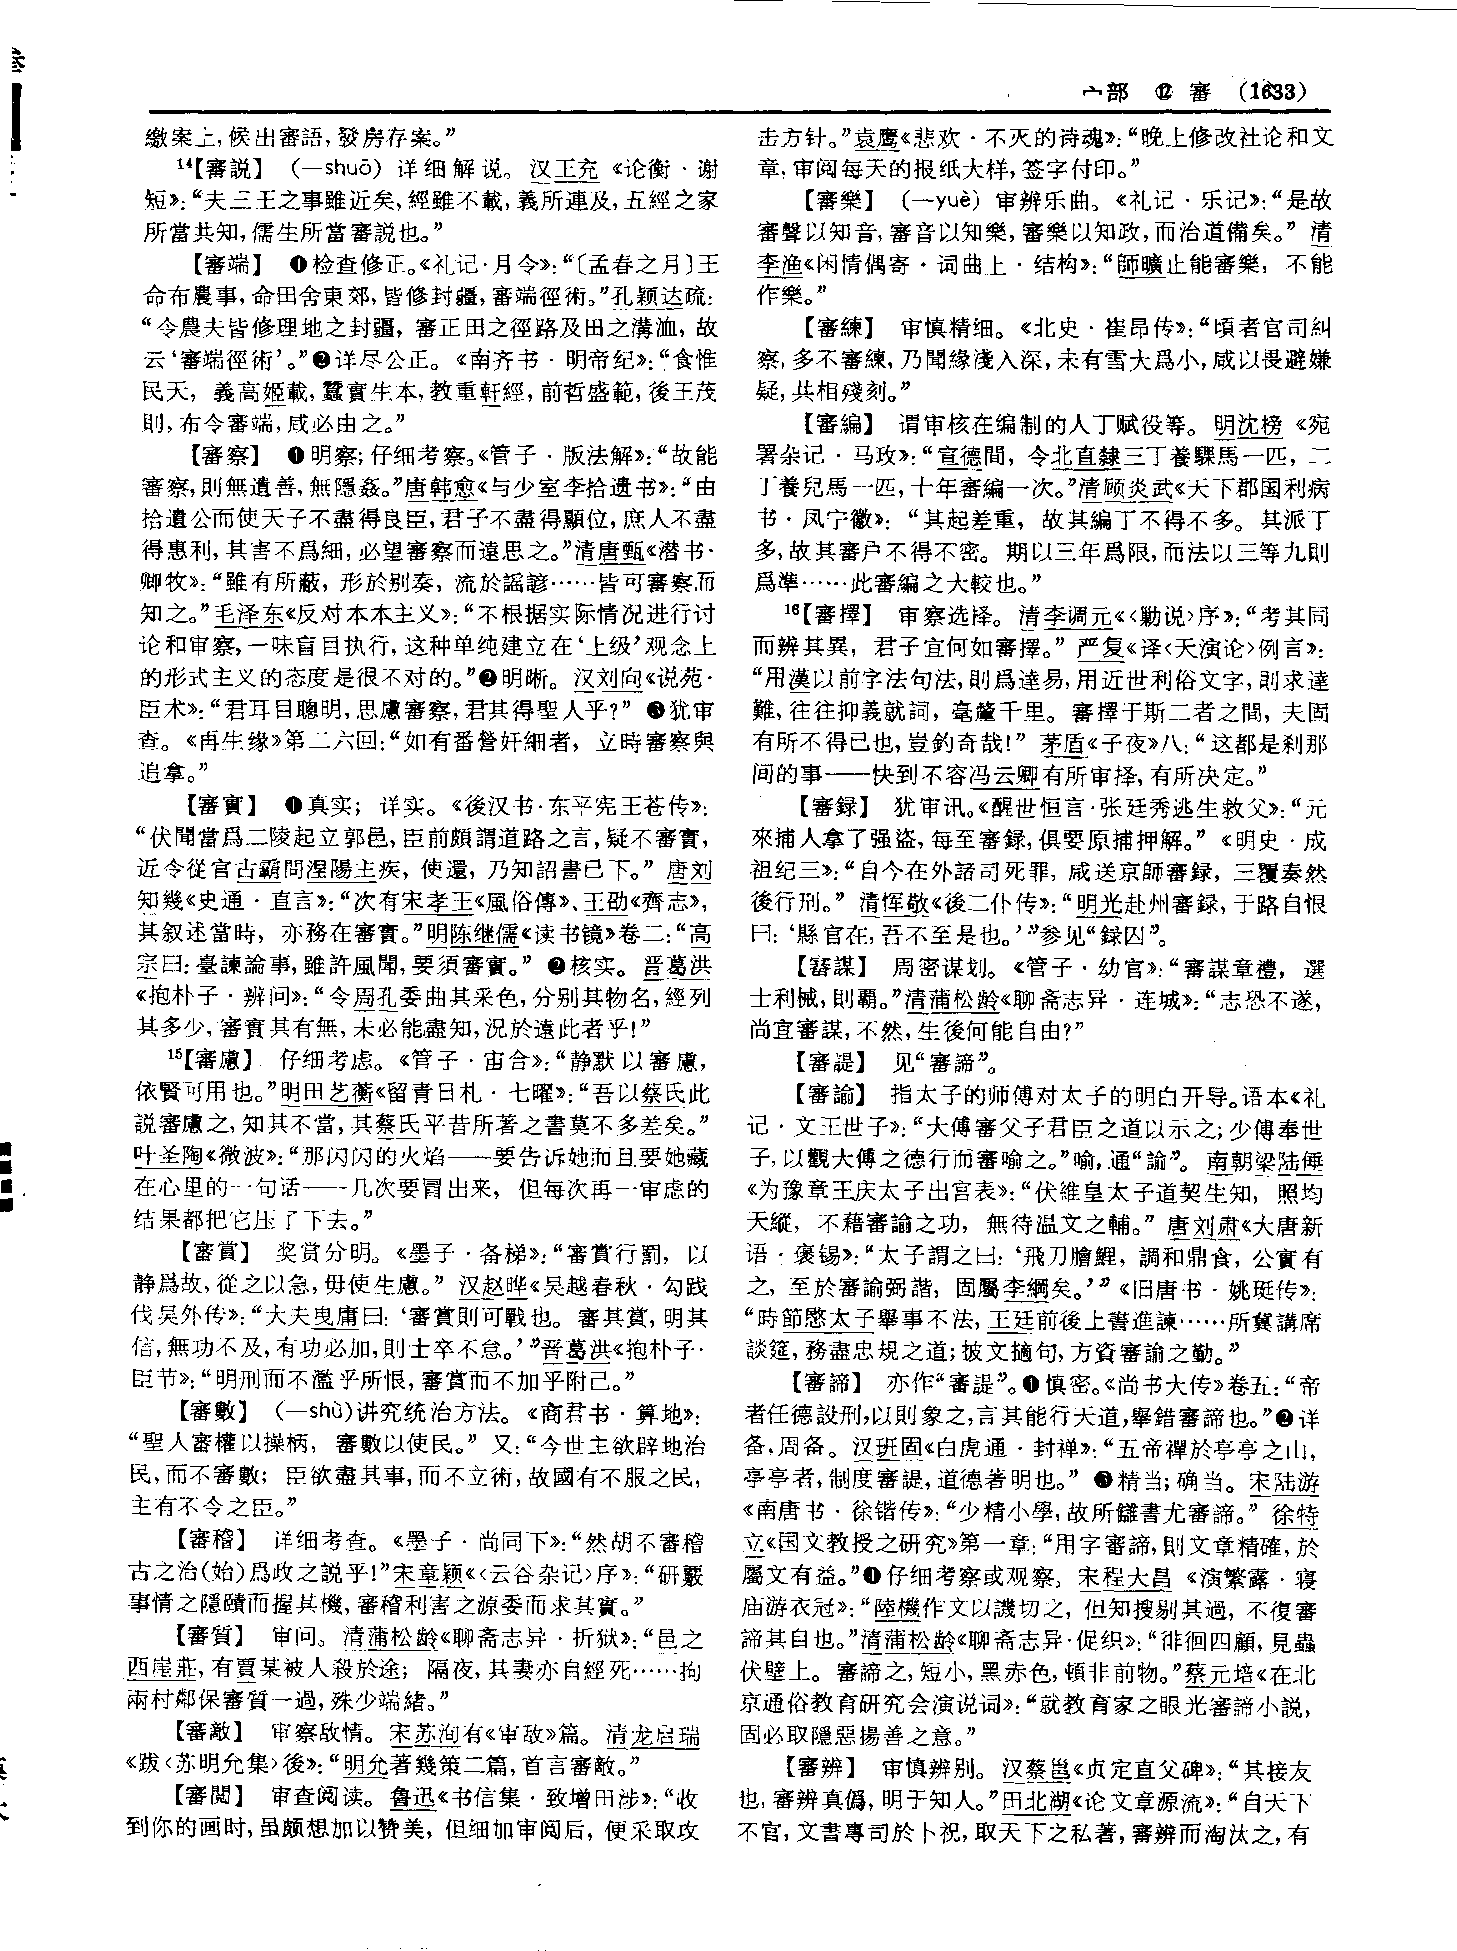 宀部 ⑫ 審 (1633)
繳案上,候出審語,發房存案。”
¹⁴【審説】 (—shuō) 详细解说。汉王充《论衡·谢
短》:“夫三王之事雖近矣,經雖不載,義所連及,五經之家
所當共知,儒生所當審説也。”
【審端】 ❶检查修正。《礼记·月令》:“〔孟春之月〕王
命布農事,命田舍東郊,皆修封疆,審端徑術。”孔颖达疏:
“令農夫皆修理地之封疆,審正田之徑路及田之溝洫,故
云‘審端徑術’。”❷详尽公正。《南齐书·明帝纪》:“食惟
民天,義高姬載,蠶實生本,教重軒經,前哲盛範,後王茂
則,布令審端,咸必由之。”
【審察】 ❶明察;仔细考察。《管子·版法解》:“故能
審察,則無遺善,無隱姦。”唐韩愈《与少室李拾遗书》:“由
拾遺公而使天子不盡得良臣,君子不盡得顯位,庶人不盡
得惠利,其害不爲細,必望審察而遠思之。”清唐甄《潜书·
卿牧》:“雖有所蔽,形於别奏,流於謡諺……皆可審察而
知之。”毛泽东《反对本本主义》:“不根据实际情况进行讨
论和审察,一味盲目执行,这种单纯建立在‘上级’观念上
的形式主义的态度是很不对的。”❷明晰。汉刘向《说苑·
臣术》:“君耳目聰明,思慮審察,君其得聖人乎?” ❸犹审
查。《再生缘》第二六回:“如有番營奸細者,立時審察與
追拿。”
【審實】 ❶真实;详实。《後汉书·东平宪王苍传》:
“伏聞當爲二陵起立郭邑,臣前頗謂道路之言,疑不審實,
近令從官古霸問涅陽主疾,使還,乃知詔書已下。”唐刘
知幾《史通·直言》:“次有宋孝王《風俗傳》、王劭《齊志》,
其叙述當時,亦務在審實。”明陈继儒《读书镜》卷二:“高
宗曰:臺諫論事,雖許風聞,要須審實。” ❷核实。晋葛洪
《抱朴子·辨问》:“令周孔委曲其采色,分别其物名,經列
其多少,審實其有無,未必能盡知,況於遠此者乎!”
¹⁵【審慮】 仔细考虑。《管子·宙合》:“静默以審慮,
依賢可用也。”明田艺蘅《留青日札·七曜》:“吾以蔡氏此
説審慮之,知其不當,其蔡氏平昔所著之書莫不多差矣。”
叶圣陶《微波》:“那闪闪的火焰——要告诉她而且要她藏
在心里的一句话——几次要冒出来,但每次再一审虑的
结果都把它压了下去。”
【審賞】 奖赏分明。《墨子·备梯》:“審賞行罰,以
静爲故,從之以急,毋使生慮。” 汉赵晔《吴越春秋·勾践
伐吴外传》:“大夫曳庸曰:‘審賞則可戰也。審其賞,明其
信,無功不及,有功必加,則士卒不怠。’”晋葛洪《抱朴子·
臣节》:“明刑而不濫乎所恨,審賞而不加乎附己。”
【審數】 (—shù)讲究统治方法。《商君书·算地》:
“聖人審權以操柄,審數以使民。” 又:“今世主欲辟地治
民,而不審數;臣欲盡其事,而不立術,故國有不服之民,
主有不令之臣。”
【審稽】 详细考查。《墨子·尚同下》:“然胡不審稽
古之治(始)爲政之説乎!”宋章颖《〈云谷杂记〉序》:“研覈
事情之隱賾而握其機,審稽利害之源委而求其實。”
【審質】 审问。清蒲松龄《聊斋志异·折狱》:“邑之
西崖莊,有賈某被人殺於途;隔夜,其妻亦自經死……拘
兩村鄰保審質一過,殊少端緒。”
【審敵】 审察敌情。宋苏洵有《审敌》篇。清龙启瑞
《跋〈苏明允集〉後》:“明允著幾策二篇,首言審敵。”
【審閲】 审查阅读。鲁迅《书信集·致增田涉》:“收
到你的画时,虽颇想加以赞美,但细加审阅后,便采取攻
击方针。”袁鹰《悲欢·不灭的诗魂》:“晚上修改社论和文
章,审阅每天的报纸大样,签字付印。”
【審樂】 (—yuè) 审辨乐曲。《礼记·乐记》:“是故
審聲以知音,審音以知樂,審樂以知政,而治道備矣。” 清
李渔《闲情偶寄·词曲上·结构》:“師曠止能審樂,不能
作樂。”
【審練】 审慎精细。《北史·崔昂传》:“頃者官司糾
察,多不審練,乃聞緣淺入深,未有雪大爲小,咸以畏避嫌
疑,共相殘刻。”
【審編】 谓审核在编制的人丁赋役等。明沈榜《宛
署杂记·马政》:“宣德間,令北直隸三丁養騍馬一匹,二
丁養兒馬一匹,十年審編一次。”清顾炎武《天下郡国利病
书·凤宁徽》:“其起差重,故其編丁不得不多。其派丁
多,故其審户不得不密。期以三年爲限,而法以三等九則
爲準……此審編之大較也。”
¹⁶【審擇】 审察选择。清李调元《〈勦说〉序》:“考其同
而辨其異,君子宜何如審擇。” 严复《译〈天演论〉例言》:
“用漢以前字法句法,則爲達易,用近世利俗文字,則求達
難,往往抑義就詞,毫釐千里。審擇于斯二者之間,夫固
有所不得已也,豈釣奇哉!” 茅盾《子夜》八:“这都是刹那
间的事——快到不容冯云卿有所审择,有所决定。”
【審録】 犹审讯。《醒世恒言·张廷秀逃生救父》:“元
來捕人拿了强盗,每至審録,俱要原捕押解。” 《明史·成
祖纪三》:“自今在外諸司死罪,咸送京師審録,三覆奏然
後行刑。” 清恽敬《後二仆传》:“明光赴州審録,于路自恨
曰:‘縣官在,吾不至是也。’”参见“録囚”。
【審謀】 周密谋划。《管子·幼官》:“審謀章禮,選
士利械,則霸。”清蒲松龄《聊斋志异·连城》:“志恐不遂,
尚宜審謀,不然,生後何能自由?”
【審諟】 见“審諦”。
【審諭】 指太子的师傅对太子的明白开导。语本《礼
记·文王世子》:“大傅審父子君臣之道以示之;少傅奉世
子,以觀大傅之德行而審喻之。”喻,通“諭”。南朝梁陆倕
《为豫章王庆太子出宫表》:“伏維皇太子道契生知,照均
天縱,不藉審諭之功,無待温文之輔。”唐刘肃《大唐新
语·褒锡》:“太子謂之曰:‘飛刀膾鯉,調和鼎食,公實有
之,至於審諭弼諧,固屬李綱矣。’” 《旧唐书·姚珽传》:
“時節愍太子舉事不法,王廷前後上書進諫……所冀講席
談筵,務盡忠規之道;披文摘句,方資審諭之勤。”
【審諦】 亦作“審諟”。❶慎密。《尚书大传》卷五:“帝
者任德設刑,以則象之,言其能行天道,舉錯審諦也。”❷详
备,周备。汉班固《白虎通·封禅》:“五帝禪於亭亭之山,
亭亭者,制度審諟,道德著明也。” ❸精当;确当。宋陆游
《南唐书·徐锴传》:“少精小學,故所讎書尤審諦。” 徐特
立《国文教授之研究》第一章:“用字審諦,則文章精確,於
屬文有益。”❹仔细考察或观察。宋程大昌《演繁露·寝
庙游衣冠》:“陸機作文以譏切之,但知搜剔其過,不復審
諦其自也。”清蒲松龄《聊斋志异·促织》:“徘徊四顧,見蟲
伏壁上。審諦之,短小,黑赤色,頓非前物。”蔡元培《在北
京通俗教育研究会演说词》:“就教育家之眼光審諦小説,
固必取隱惡揚善之意。”
【審辨】 审慎辨别。汉蔡邕《贞定直父碑》:“其接友
也,審辨真僞,明于知人。”田北湖《论文章源流》:“自天下
不官,文書專司於卜祝,取天下之私著,審辨而淘汰之,有